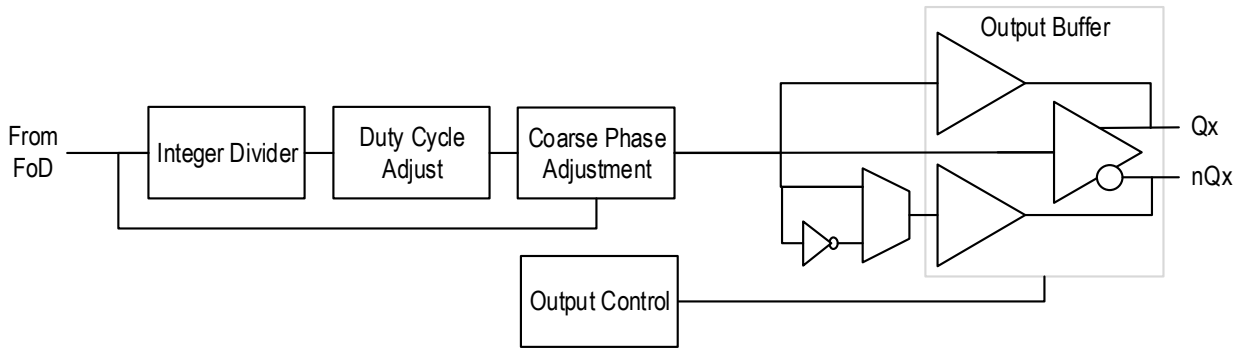 Output Buffer
From
FoD
Integer Divider
Duty Cycle
Adjust
Coarse Phase
Adjustment
Qx
nQx
Output Control